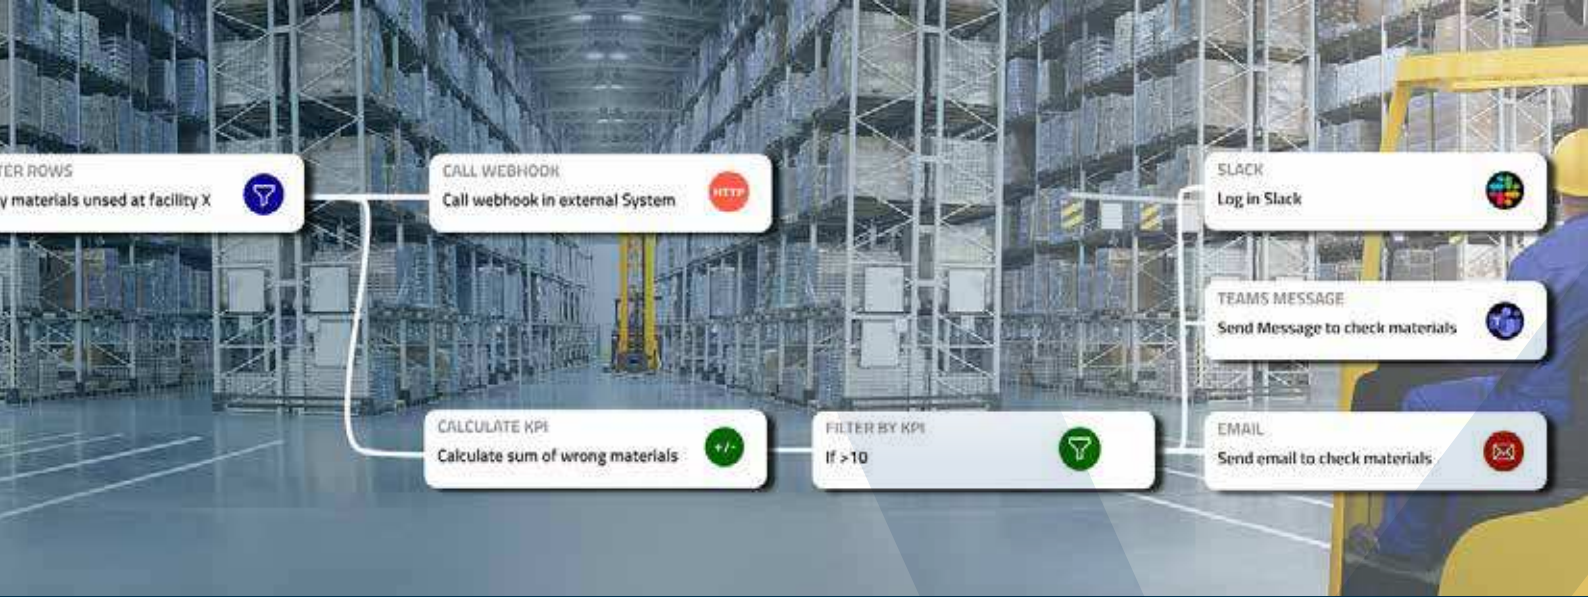 TER ROWS
y materials unsed at facility X
CALL WEBHOOK
Call webhook in external System
HTTP
SLACK
Log in Slack
TEAMS MESSAGE
Send Message to check materials
CALCULATE KPI
Calculate sum of wrong materials
+/-
FILTER BY KPI
If >10
EMAIL
Send email to check materials